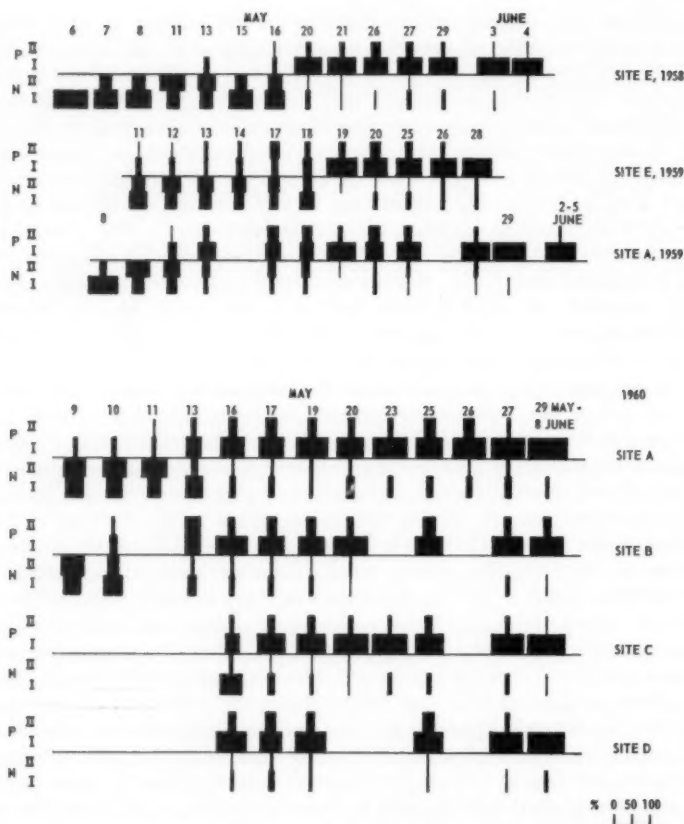 MAY JUNE
6 7 8 11 13 15 16 20 21 26 27 29 3 4
P II
I
N II
I
SITE E, 1958
11 12 13 14 17 18 19 20 25 26 28
P II
I
N II
I
SITE E, 1959
8 29 2-5
JUNE
P II
I
N II
I
SITE A, 1959
MAY 1960
9 10 11 13 16 17 19 20 23 25 26 27 29 MAY -
8 JUNE
P II
I
N II
I
SITE A
P II
I
N II
I
SITE B
P II
I
N II
I
SITE C
P II
I
N II
I
SITE D
% 0 50 100